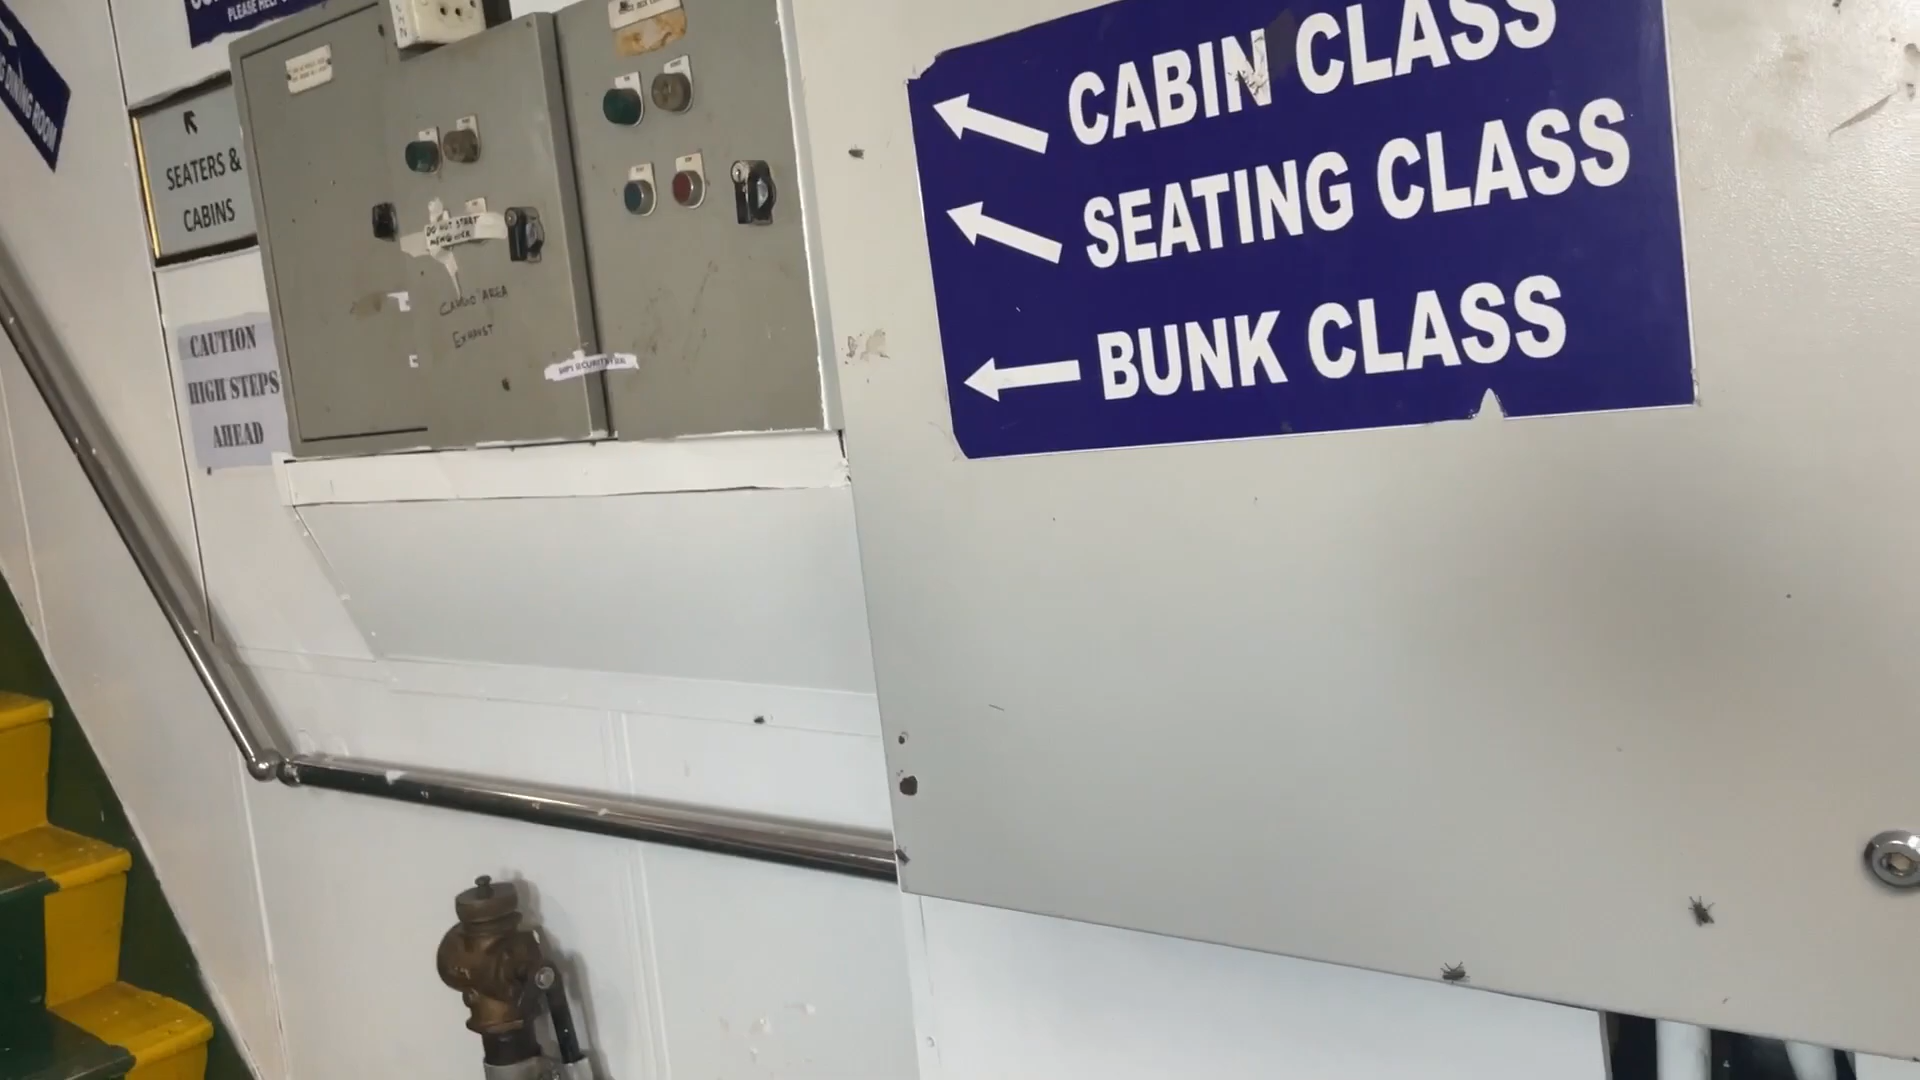 PLEASE HELP
DINING ROOM
SEATERS &
CABINS
CAUTION
HIGH STEPS
AHEAD
DO NOT START
CARGO AREA
EXHAUST
CABIN CLASS
SEATING CLASS
BUNK CLASS